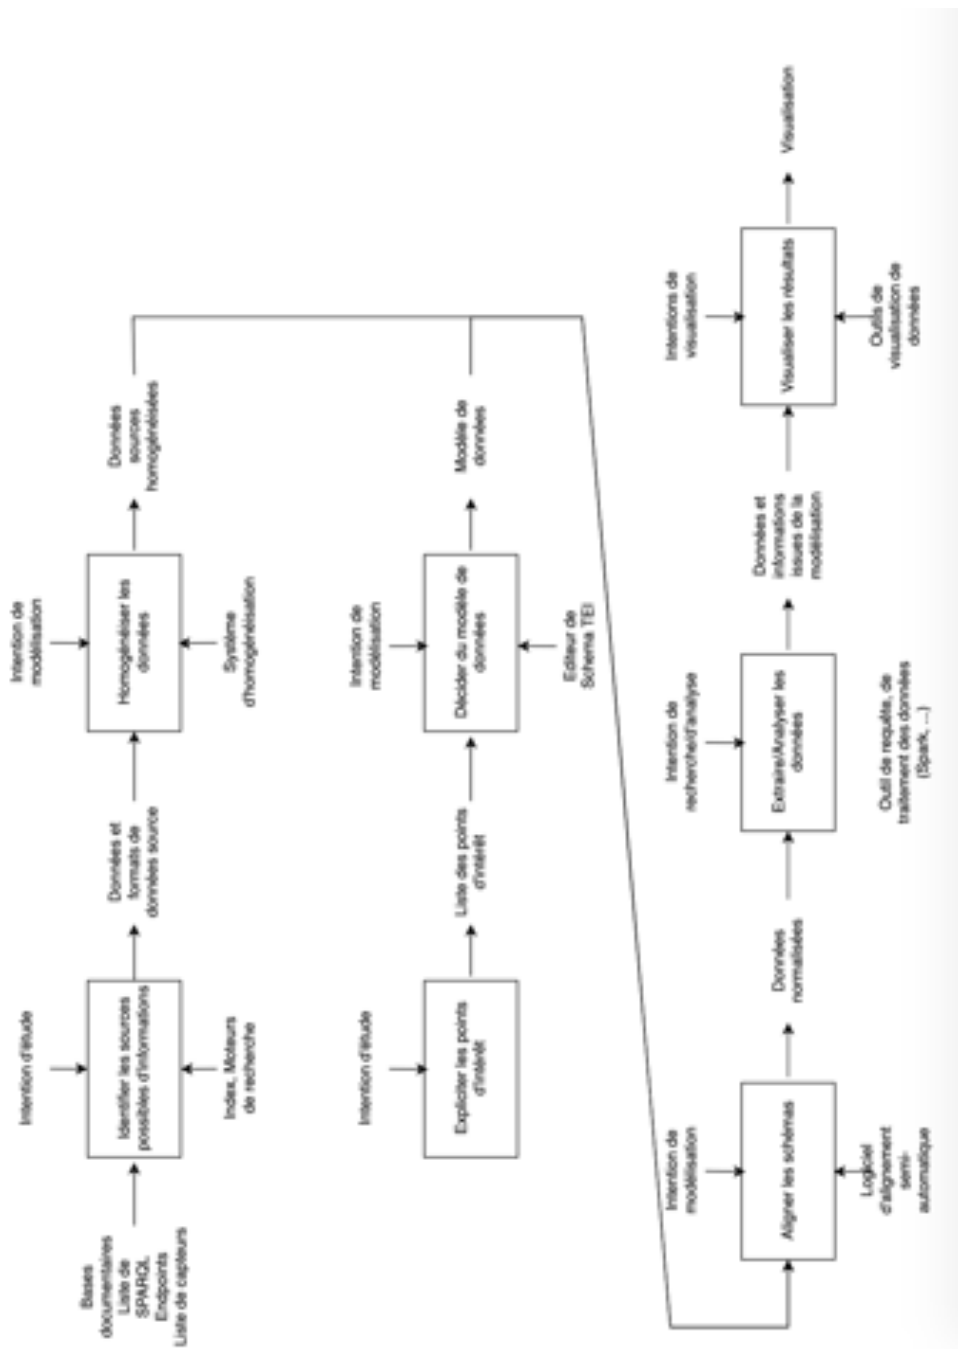 Intention d'étude
Bases
documentaires
Liste de
SPARQL
Endpoints
Liste de capteurs
Identifier les sources
possibles d'informations
Index, Moteurs
de recherche
Données et
formats de
données source
Intention de
modélisation
Homogénéiser les
données
Système
d'homogénéisation
Données
sources
homogénéisées
Intention d'étude
Expliciter les points
d'intérêt
Liste des points
d'intérêt
Intention de
modélisation
Décider du modèle de
données
Editeur de
Schema TEI
Modèle de
données
Intention de
modélisation
Aligner les schémas
Logiciel
d'alignement
semi-
automatique
Données
normalisées
Intention de
recherche/d'analyse
Extraire/Analyser les
données
Outil de requête, de
traitement des données
(Spark, ...)
Données et
informations
issues de la
modélisation
Intentions de
visualisation
Visualiser les résultats
Outils de
visualisation de
données
Visualisation